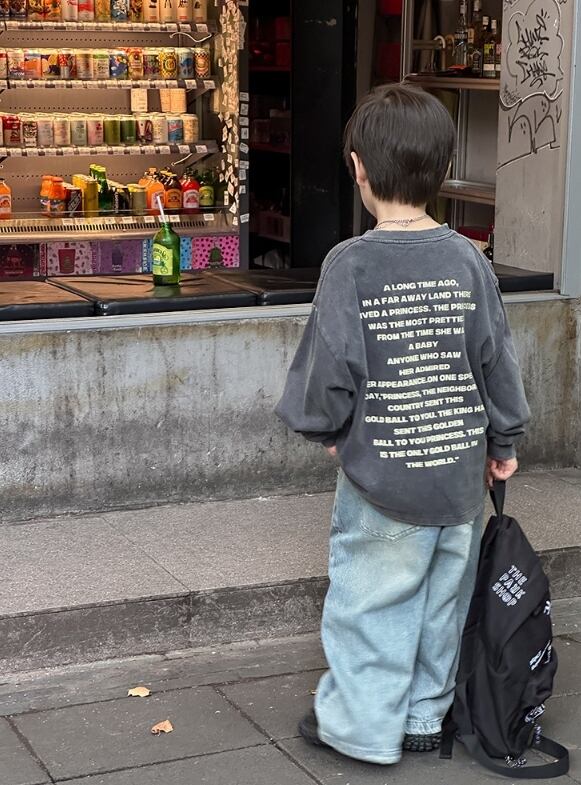 A LONG TIME AGO,
IN A FAR AWAY LAND THERE
IVED A PRINCESS. THE PRINCESS
WAS THE MOST PRETTIE
FROM THE TIME SHE WA
A BABY
ANYONE WHO SAW
HER ADMIRED
ER APPEARANCE.ON ONE SPE
DAY,"PRINCESS, THE NEIGHBOR
COUNTRY SENT THIS
GOLD BALL TO YOU. THE KING HA
SENT THIS GOLDEN
BALL TO YOU PRINCESS. THIS
IS THE ONLY GOLD BALL IN
THE WORLD."
THE
PARK
SHOP